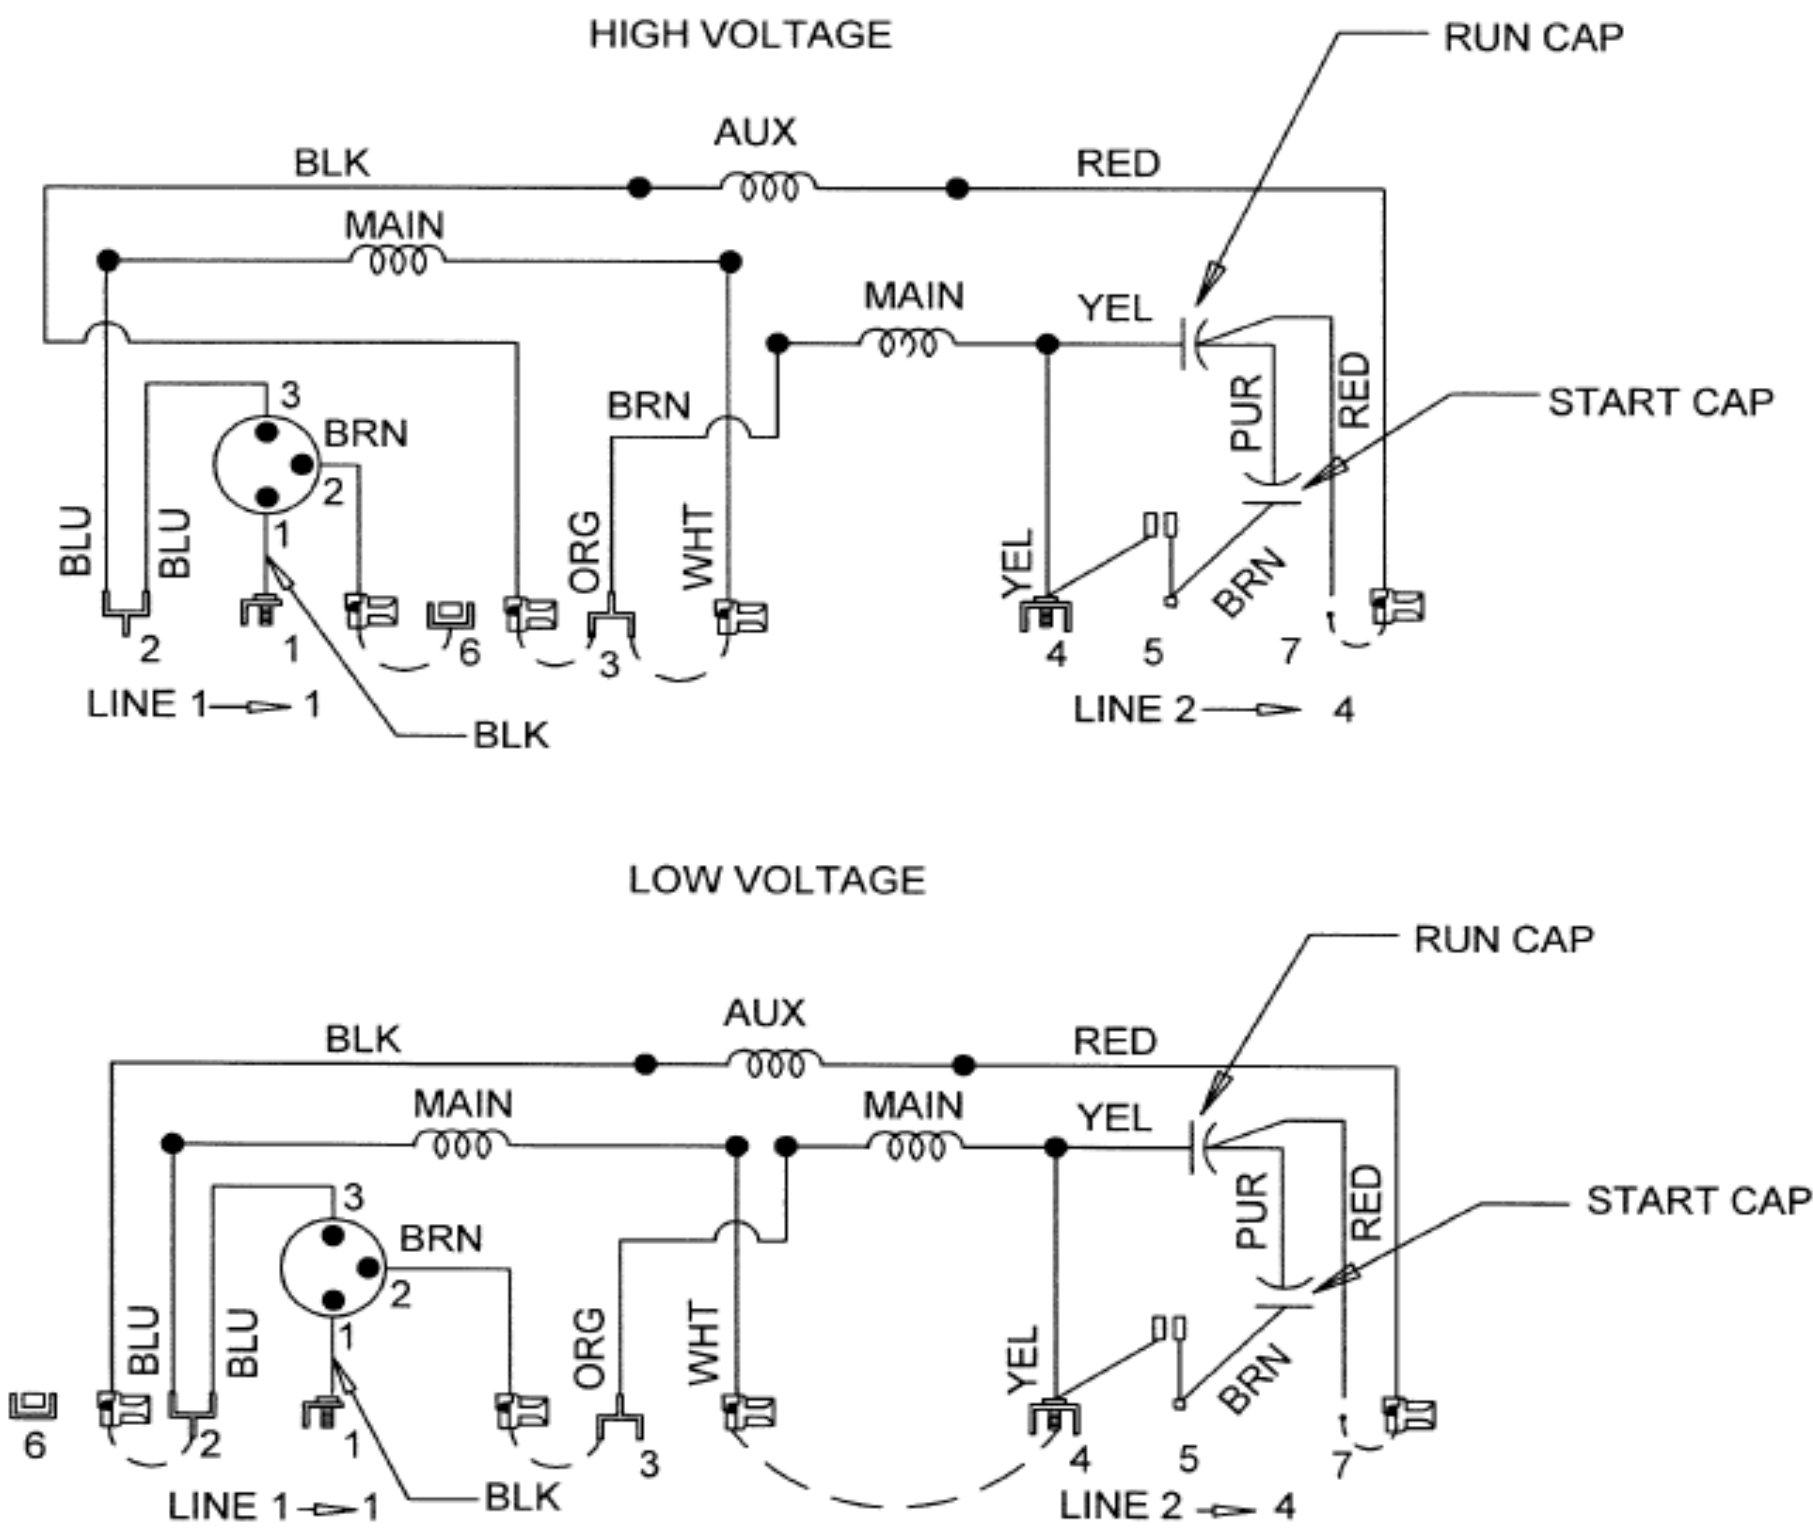 HIGH VOLTAGE
RUN CAP
AUX
BLK
RED
MAIN
MAIN
YEL
3
BRN
BRN
PUR
RED
START CAP
2
BLU
BLU
1
ORG
WHT
YEL
BRN
2
1
6
3
4
5
7
LINE 1 1
LINE 2 4
BLK
LOW VOLTAGE
RUN CAP
AUX
BLK
RED
MAIN
MAIN
YEL
3
BRN
PUR
RED
START CAP
2
BLU
BLU
1
ORG
WHT
YEL
BRN
6
2
1
3
4
5
7
LINE 1 1
BLK
LINE 2 4